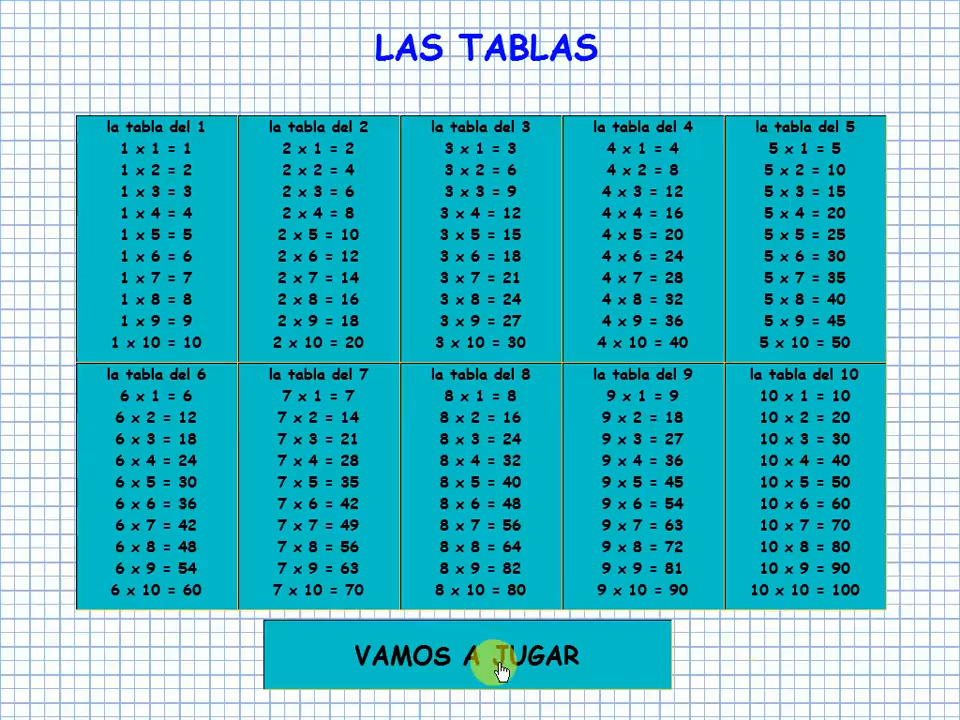 LAS TABLAS
la tabla del 1
1 x 1 = 1
1 x 2 = 2
1 x 3 = 3
1 x 4 = 4
1 x 5 = 5
1 x 6 = 6
1 x 7 = 7
1 x 8 = 8
1 x 9 = 9
1 x 10 = 10
la tabla del 2
2 x 1 = 2
2 x 2 = 4
2 x 3 = 6
2 x 4 = 8
2 x 5 = 10
2 x 6 = 12
2 x 7 = 14
2 x 8 = 16
2 x 9 = 18
2 x 10 = 20
la tabla del 3
3 x 1 = 3
3 x 2 = 6
3 x 3 = 9
3 x 4 = 12
3 x 5 = 15
3 x 6 = 18
3 x 7 = 21
3 x 8 = 24
3 x 9 = 27
3 x 10 = 30
la tabla del 4
4 x 1 = 4
4 x 2 = 8
4 x 3 = 12
4 x 4 = 16
4 x 5 = 20
4 x 6 = 24
4 x 7 = 28
4 x 8 = 32
4 x 9 = 36
4 x 10 = 40
la tabla del 5
5 x 1 = 5
5 x 2 = 10
5 x 3 = 15
5 x 4 = 20
5 x 5 = 25
5 x 6 = 30
5 x 7 = 35
5 x 8 = 40
5 x 9 = 45
5 x 10 = 50
la tabla del 6
6 x 1 = 6
6 x 2 = 12
6 x 3 = 18
6 x 4 = 24
6 x 5 = 30
6 x 6 = 36
6 x 7 = 42
6 x 8 = 48
6 x 9 = 54
6 x 10 = 60
la tabla del 7
7 x 1 = 7
7 x 2 = 14
7 x 3 = 21
7 x 4 = 28
7 x 5 = 35
7 x 6 = 42
7 x 7 = 49
7 x 8 = 56
7 x 9 = 63
7 x 10 = 70
la tabla del 8
8 x 1 = 8
8 x 2 = 16
8 x 3 = 24
8 x 4 = 32
8 x 5 = 40
8 x 6 = 48
8 x 7 = 56
8 x 8 = 64
8 x 9 = 82
8 x 10 = 80
la tabla del 9
9 x 1 = 9
9 x 2 = 18
9 x 3 = 27
9 x 4 = 36
9 x 5 = 45
9 x 6 = 54
9 x 7 = 63
9 x 8 = 72
9 x 9 = 81
9 x 10 = 90
la tabla del 10
10 x 1 = 10
10 x 2 = 20
10 x 3 = 30
10 x 4 = 40
10 x 5 = 50
10 x 6 = 60
10 x 7 = 70
10 x 8 = 80
10 x 9 = 90
10 x 10 = 100
VAMOS A JUGAR